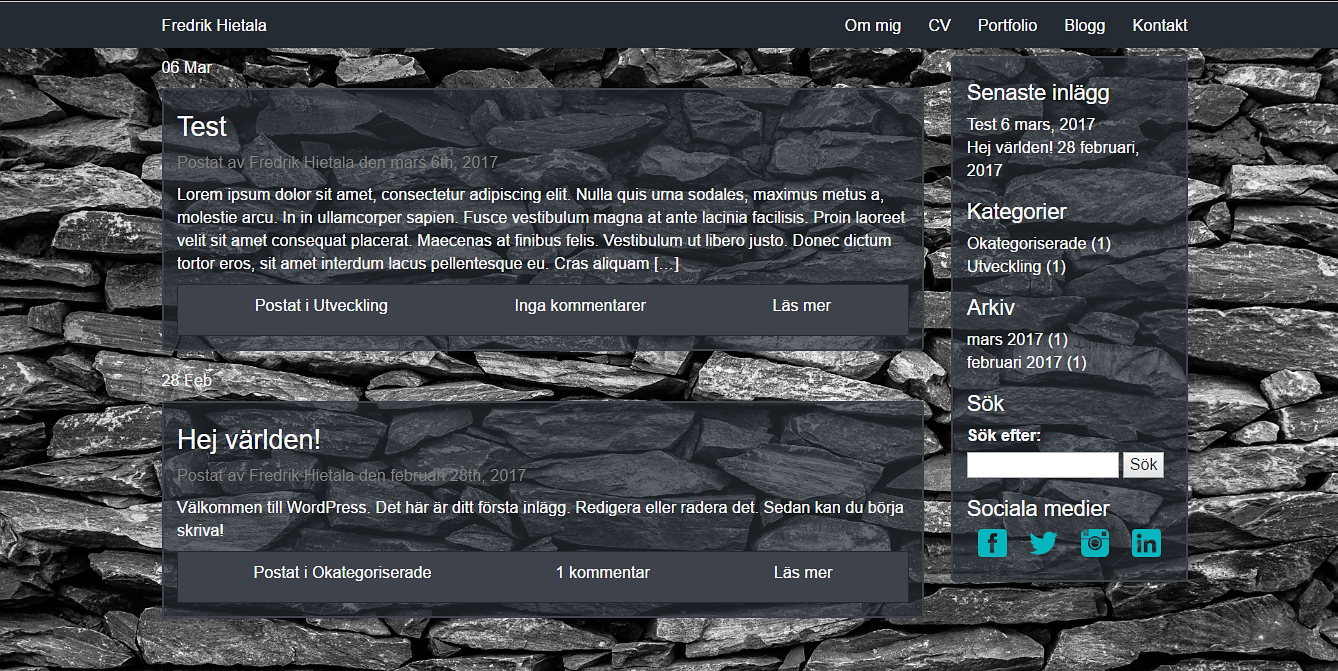 Fredrik Hietala
Om mig CV Portfolio Blogg Kontakt
06 Mar
Test
Postat av Fredrik Hietala den mars 6th, 2017
Lorem ipsum dolor sit amet, consectetur adipiscing elit. Nulla quis urna sodales, maximus metus a,
molestie arcu. In in ullamcorper sapien. Fusce vestibulum magna at ante lacinia facilisis. Proin laoreet
velit sit amet consequat placerat. Maecenas at finibus felis. Vestibulum ut libero justo. Donec dictum
tortor eros, sit amet interdum lacus pellentesque eu. Cras aliquam […]
Postat i Utveckling Inga kommentarer Läs mer
28 Feb
Hej världen!
Postat av Fredrik Hietala den februari 28th, 2017
Välkommen till WordPress. Det här är ditt första inlägg. Redigera eller radera det. Sedan kan du börja
skriva!
Postat i Okategoriserade 1 kommentar Läs mer
Senaste inlägg
Test 6 mars, 2017
Hej världen! 28 februari,
2017
Kategorier
Okategoriserade (1)
Utveckling (1)
Arkiv
mars 2017 (1)
februari 2017 (1)
Sök
Sök efter:
Sök
Sociala medier